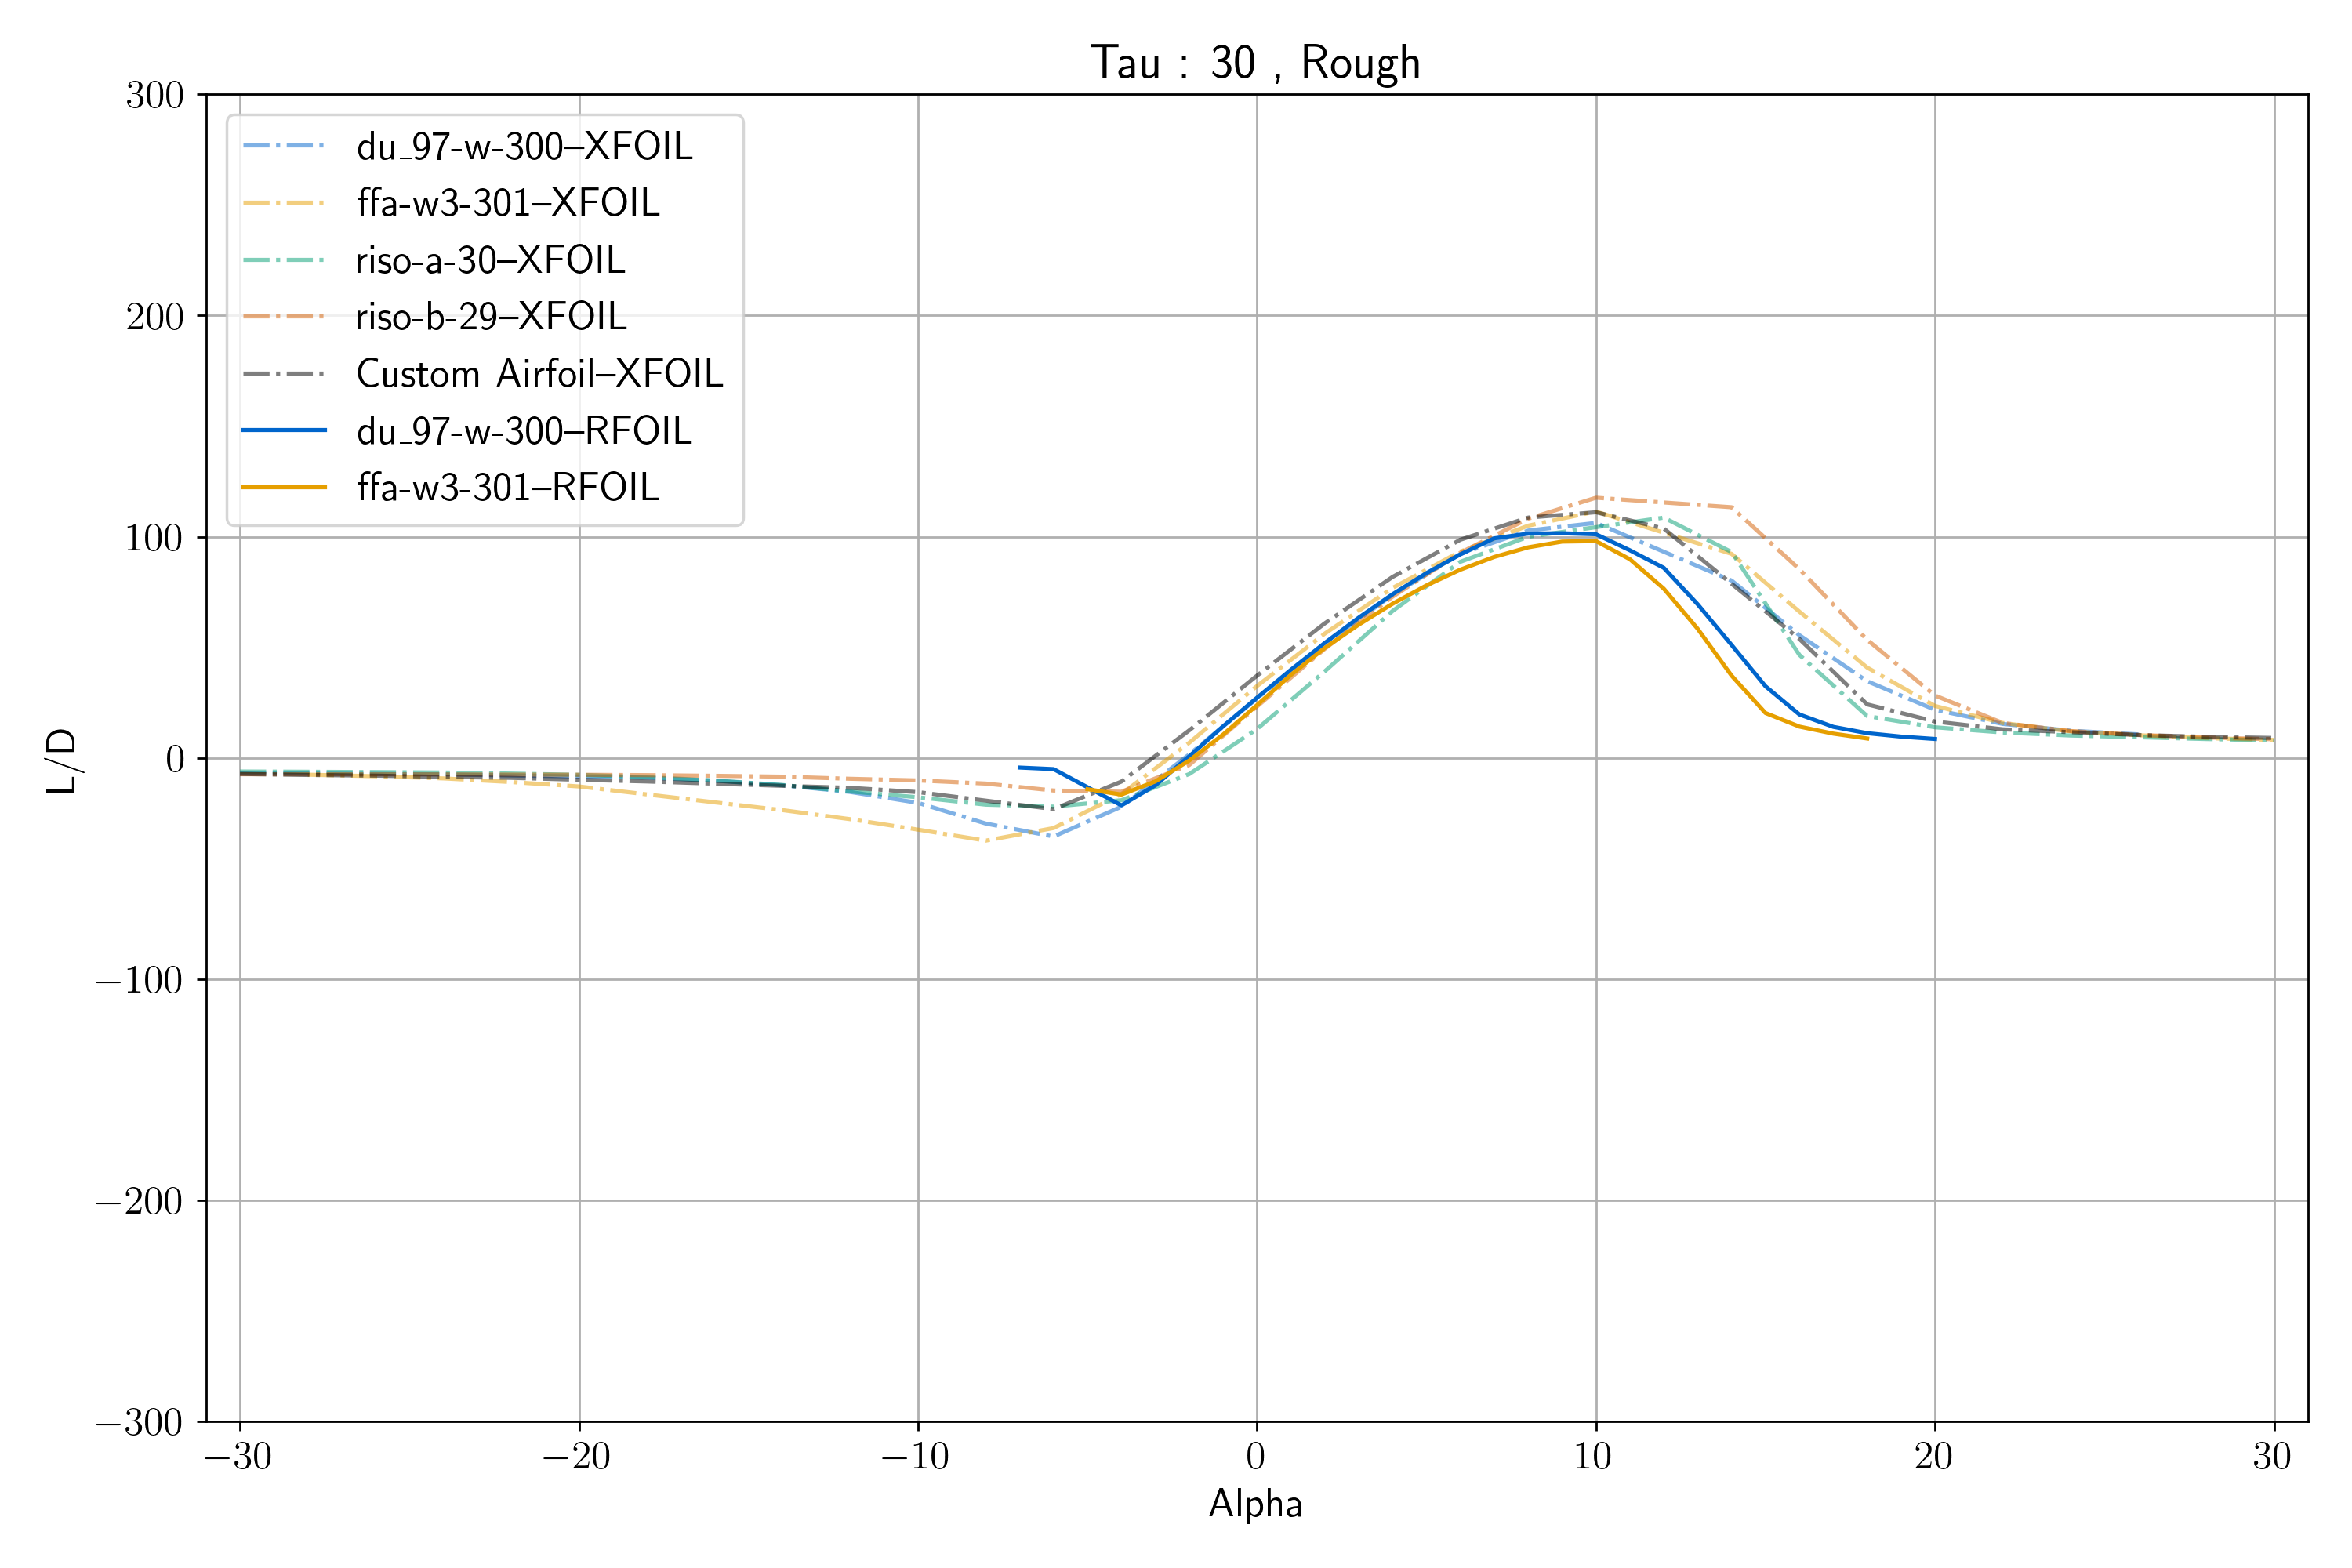 Tau : 30 , Rough
300
200
100
0
−100
−200
−300
L/D
du_97-w-300–XFOIL
ffa-w3-301–XFOIL
riso-a-30–XFOIL
riso-b-29–XFOIL
Custom Airfoil–XFOIL
du_97-w-300–RFOIL
ffa-w3-301–RFOIL
−30 −20 −10 0 10 20 30
Alpha